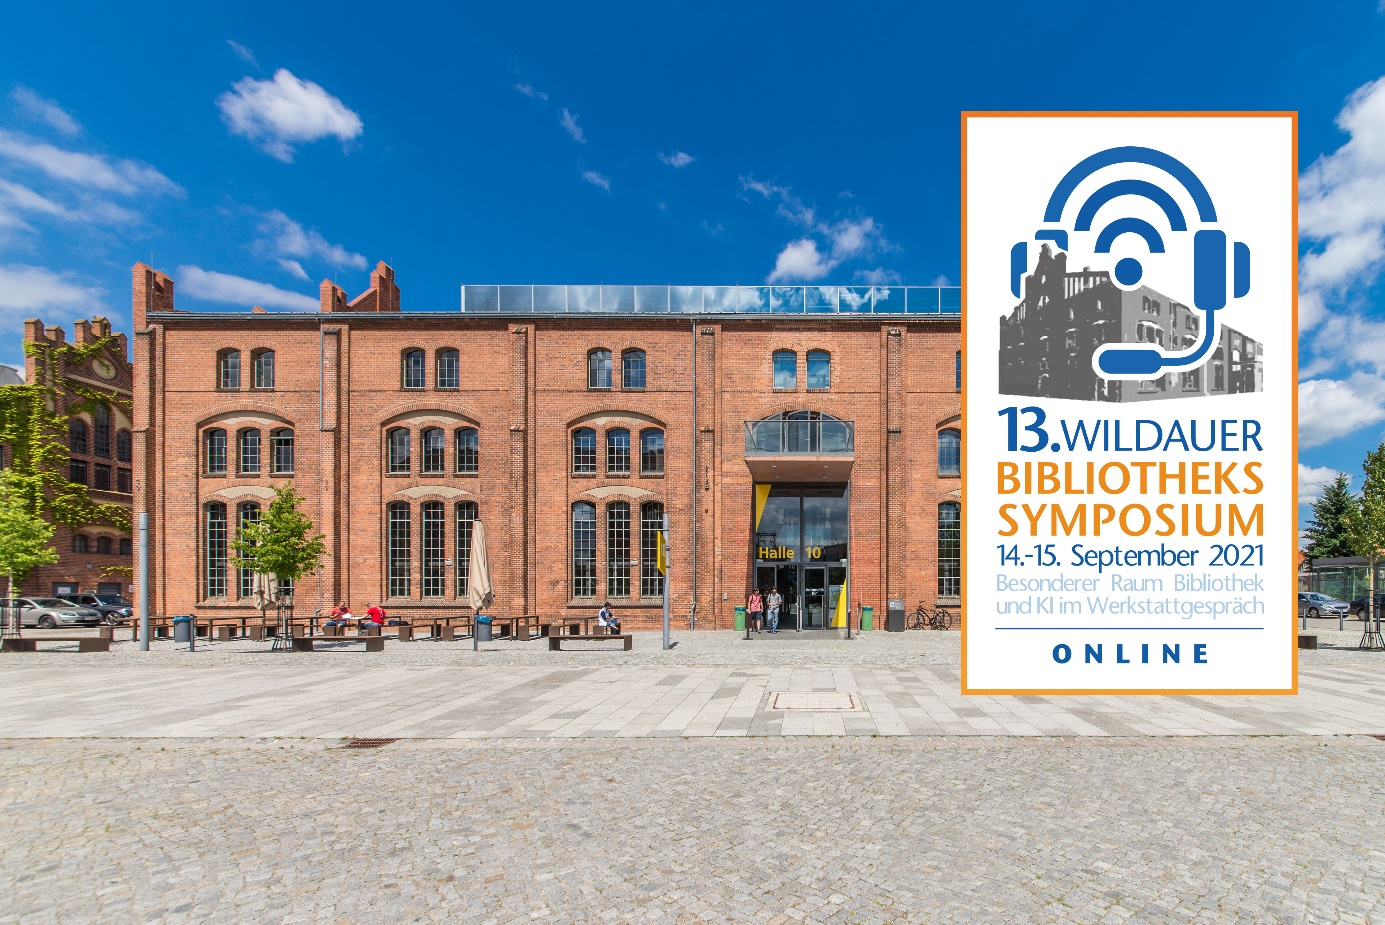 Halle 10
13.WILDAUER
BIBLIOTHEKS
SYMPOSIUM
14.-15. September 2021
Besonderer Raum Bibliothek
und KI im Werkstattgespräch
ONLINE